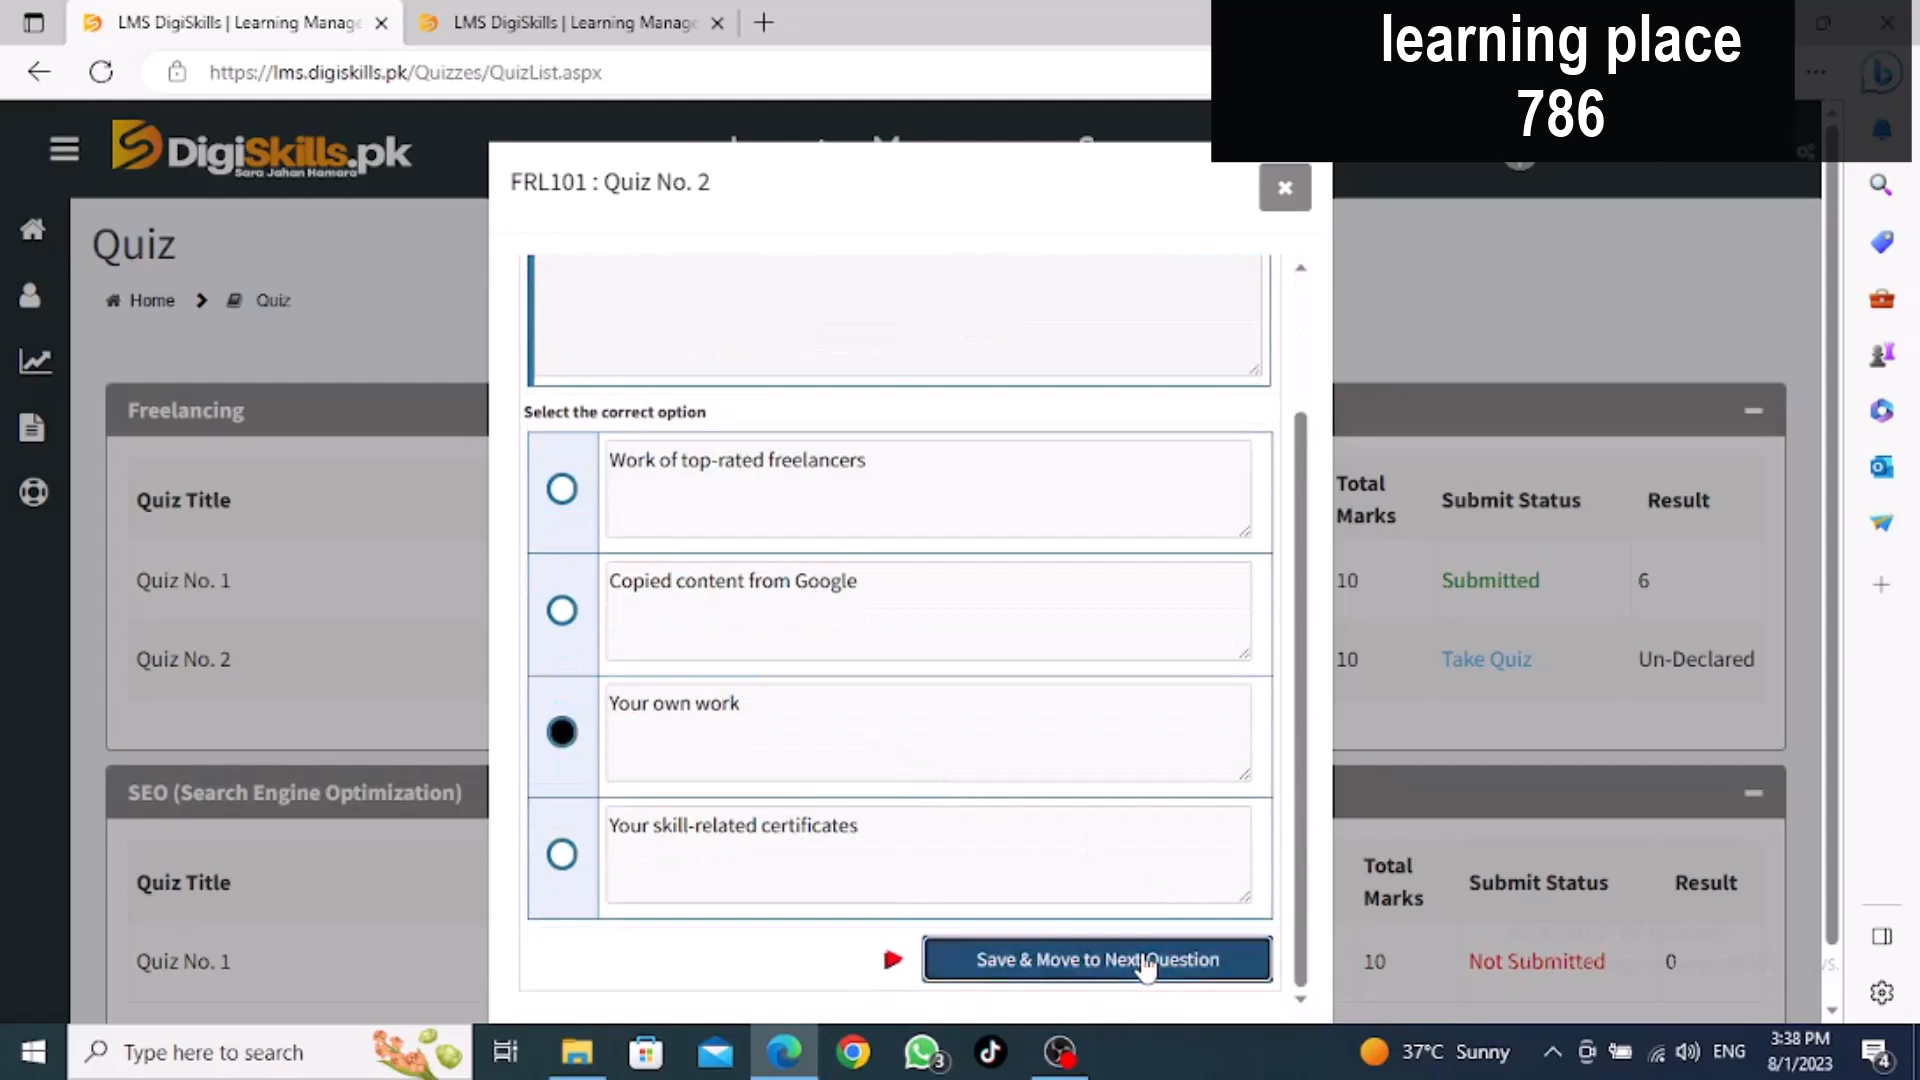 LMS DigiSkills | Learning Manage
LMS DigiSkills | Learning Manage
learning place
786
https://lms.digiskills.pk/Quizzes/QuizList.aspx
DigiSkills.pk
Sara Jahan Hamara
FRL101 : Quiz No. 2
Quiz
Home
Quiz
Freelancing
Select the correct option
Work of top-rated freelancers
Copied content from Google
Your own work
Your skill-related certificates
Save & Move to Next Question
Quiz Title
Total
Marks
Submit Status
Result
Quiz No. 1
10
Submitted
6
Quiz No. 2
10
Take Quiz
Un-Declared
SEO (Search Engine Optimization)
Quiz Title
Total
Marks
Submit Status
Result
Quiz No. 1
10
Not Submitted
0
Type here to search
3
37°C Sunny
ENG
3:38 PM
8/1/2023
4